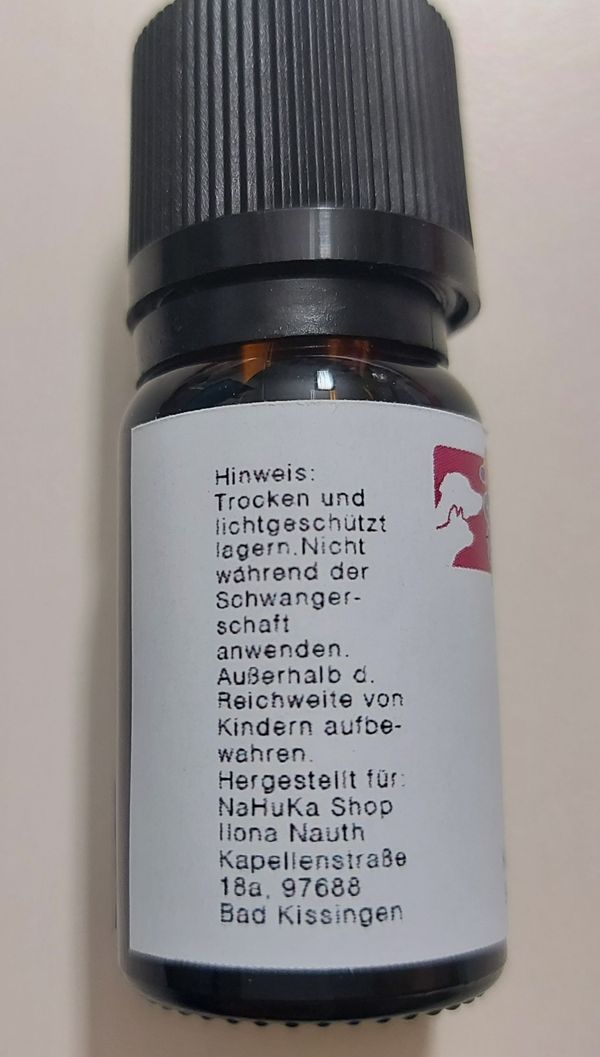 Hinweis:
Trocken und
lichtgeschützt
lagern.Nicht
während der
Schwanger-
schaft
anwenden.
Außerhalb d.
Reichweite von
Kindern aufbe-
wahren.
Hergestellt für:
NaHuKa Shop
Ilona Nauth
Kapellenstraße
18a, 97688
Bad Kissingen